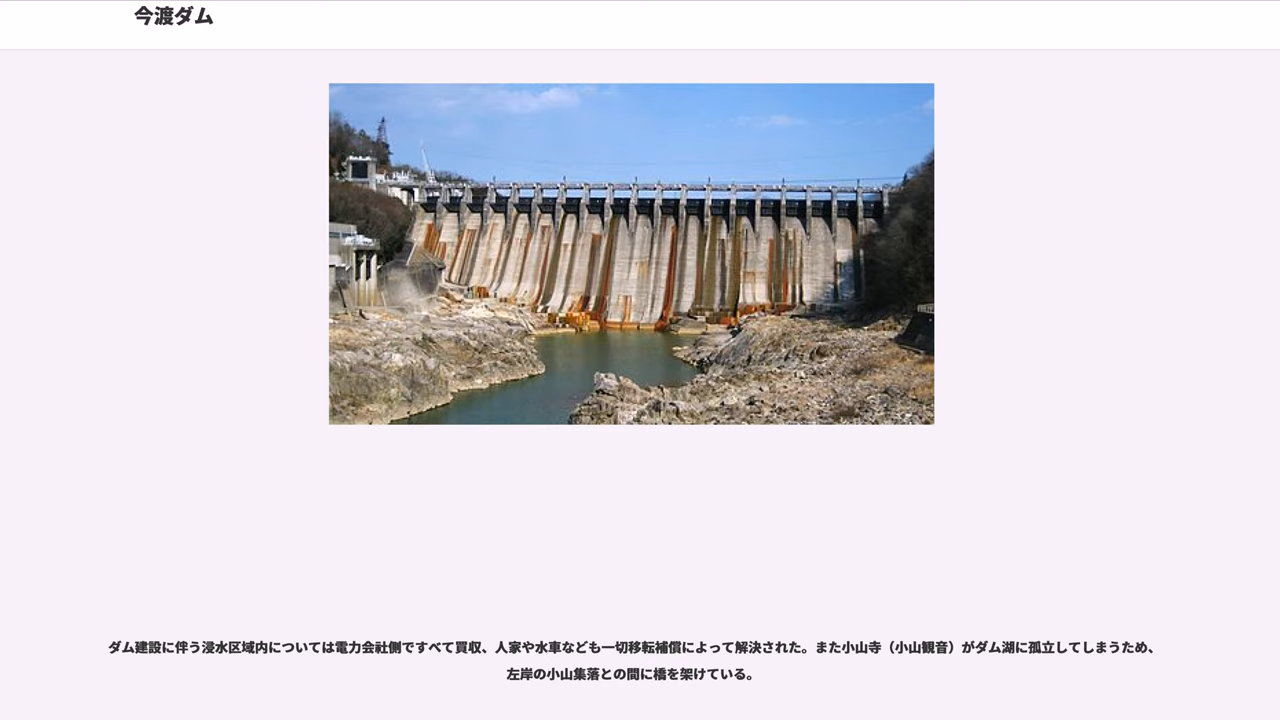 今渡ダム
ダム建設に伴う浸水区域内については電力会社側ですべて買収、人家や水車なども一切移転補償によって解決された。また小山寺（小山観音）がダム湖に孤立してしまうため、
左岸の小山集落との間に橋を架けている。